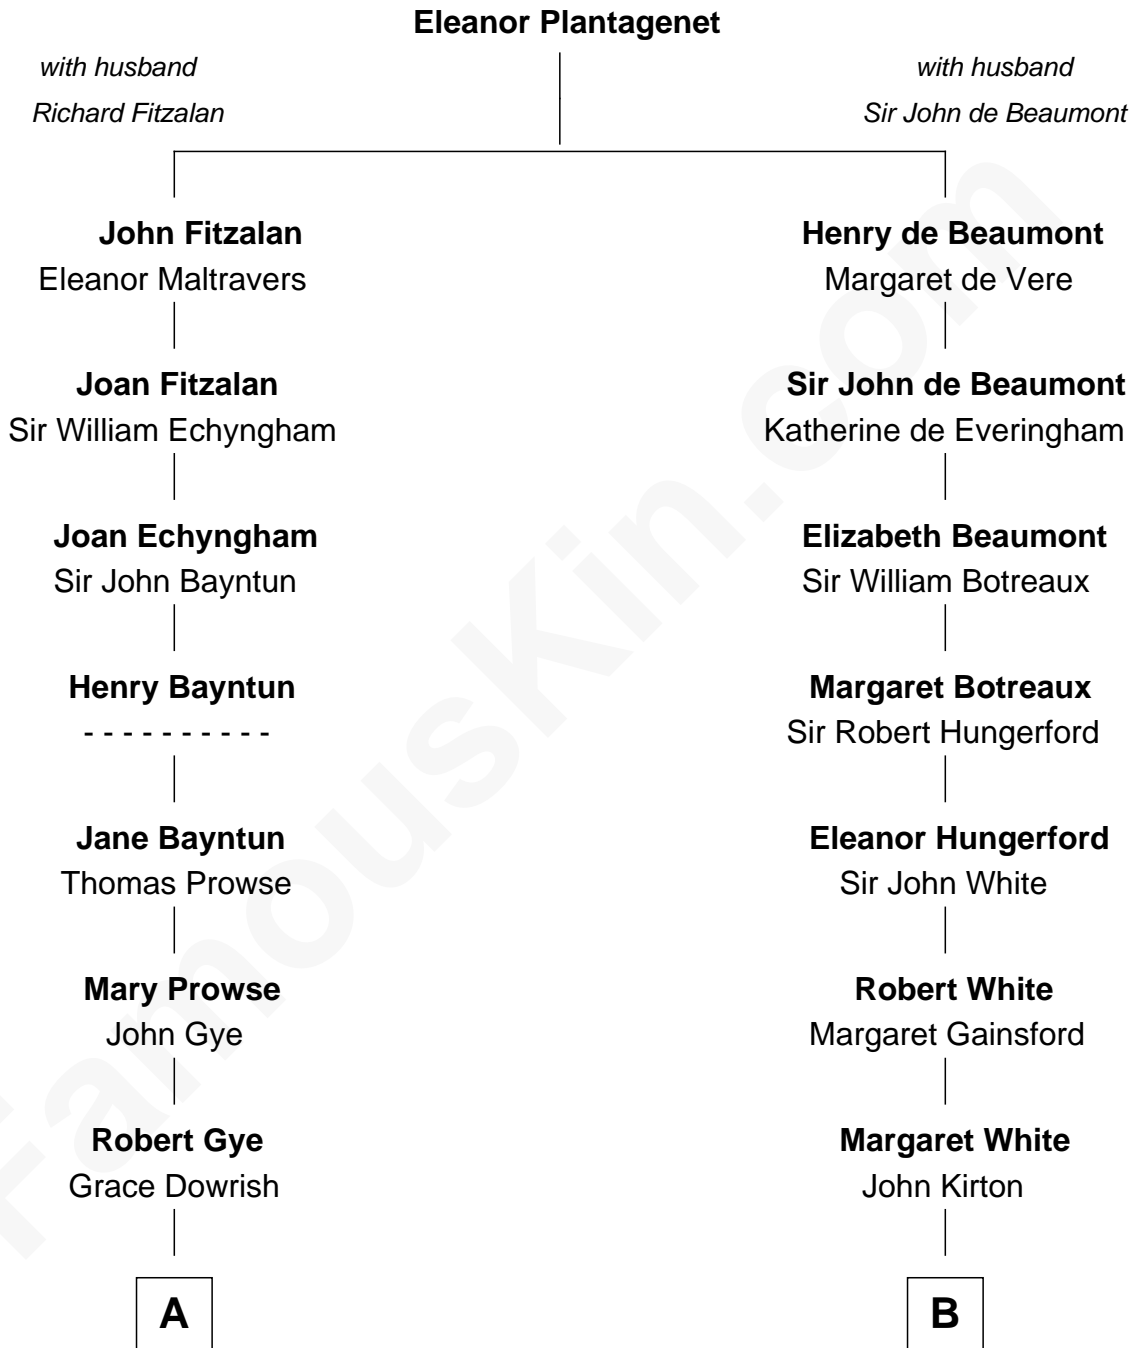 Eleanor Plantagenet
with husband
Richard Fitzalan
with husband
Sir John de Beaumont
John Fitzalan
Eleanor Maltravers
Henry de Beaumont
Margaret de Vere
Joan Fitzalan
Sir William Echyngham
Sir John de Beaumont
Katherine de Everingham
Joan Echyngham
Sir John Bayntun
Elizabeth Beaumont
Sir William Botreaux
Henry Bayntun
- - - - - - - - - -
Margaret Botreaux
Sir Robert Hungerford
Jane Bayntun
Thomas Prowse
Eleanor Hungerford
Sir John White
Mary Prowse
John Gye
Robert White
Margaret Gainsford
Robert Gye
Grace Dowrish
Margaret White
John Kirton
A
B
FamousKin.com